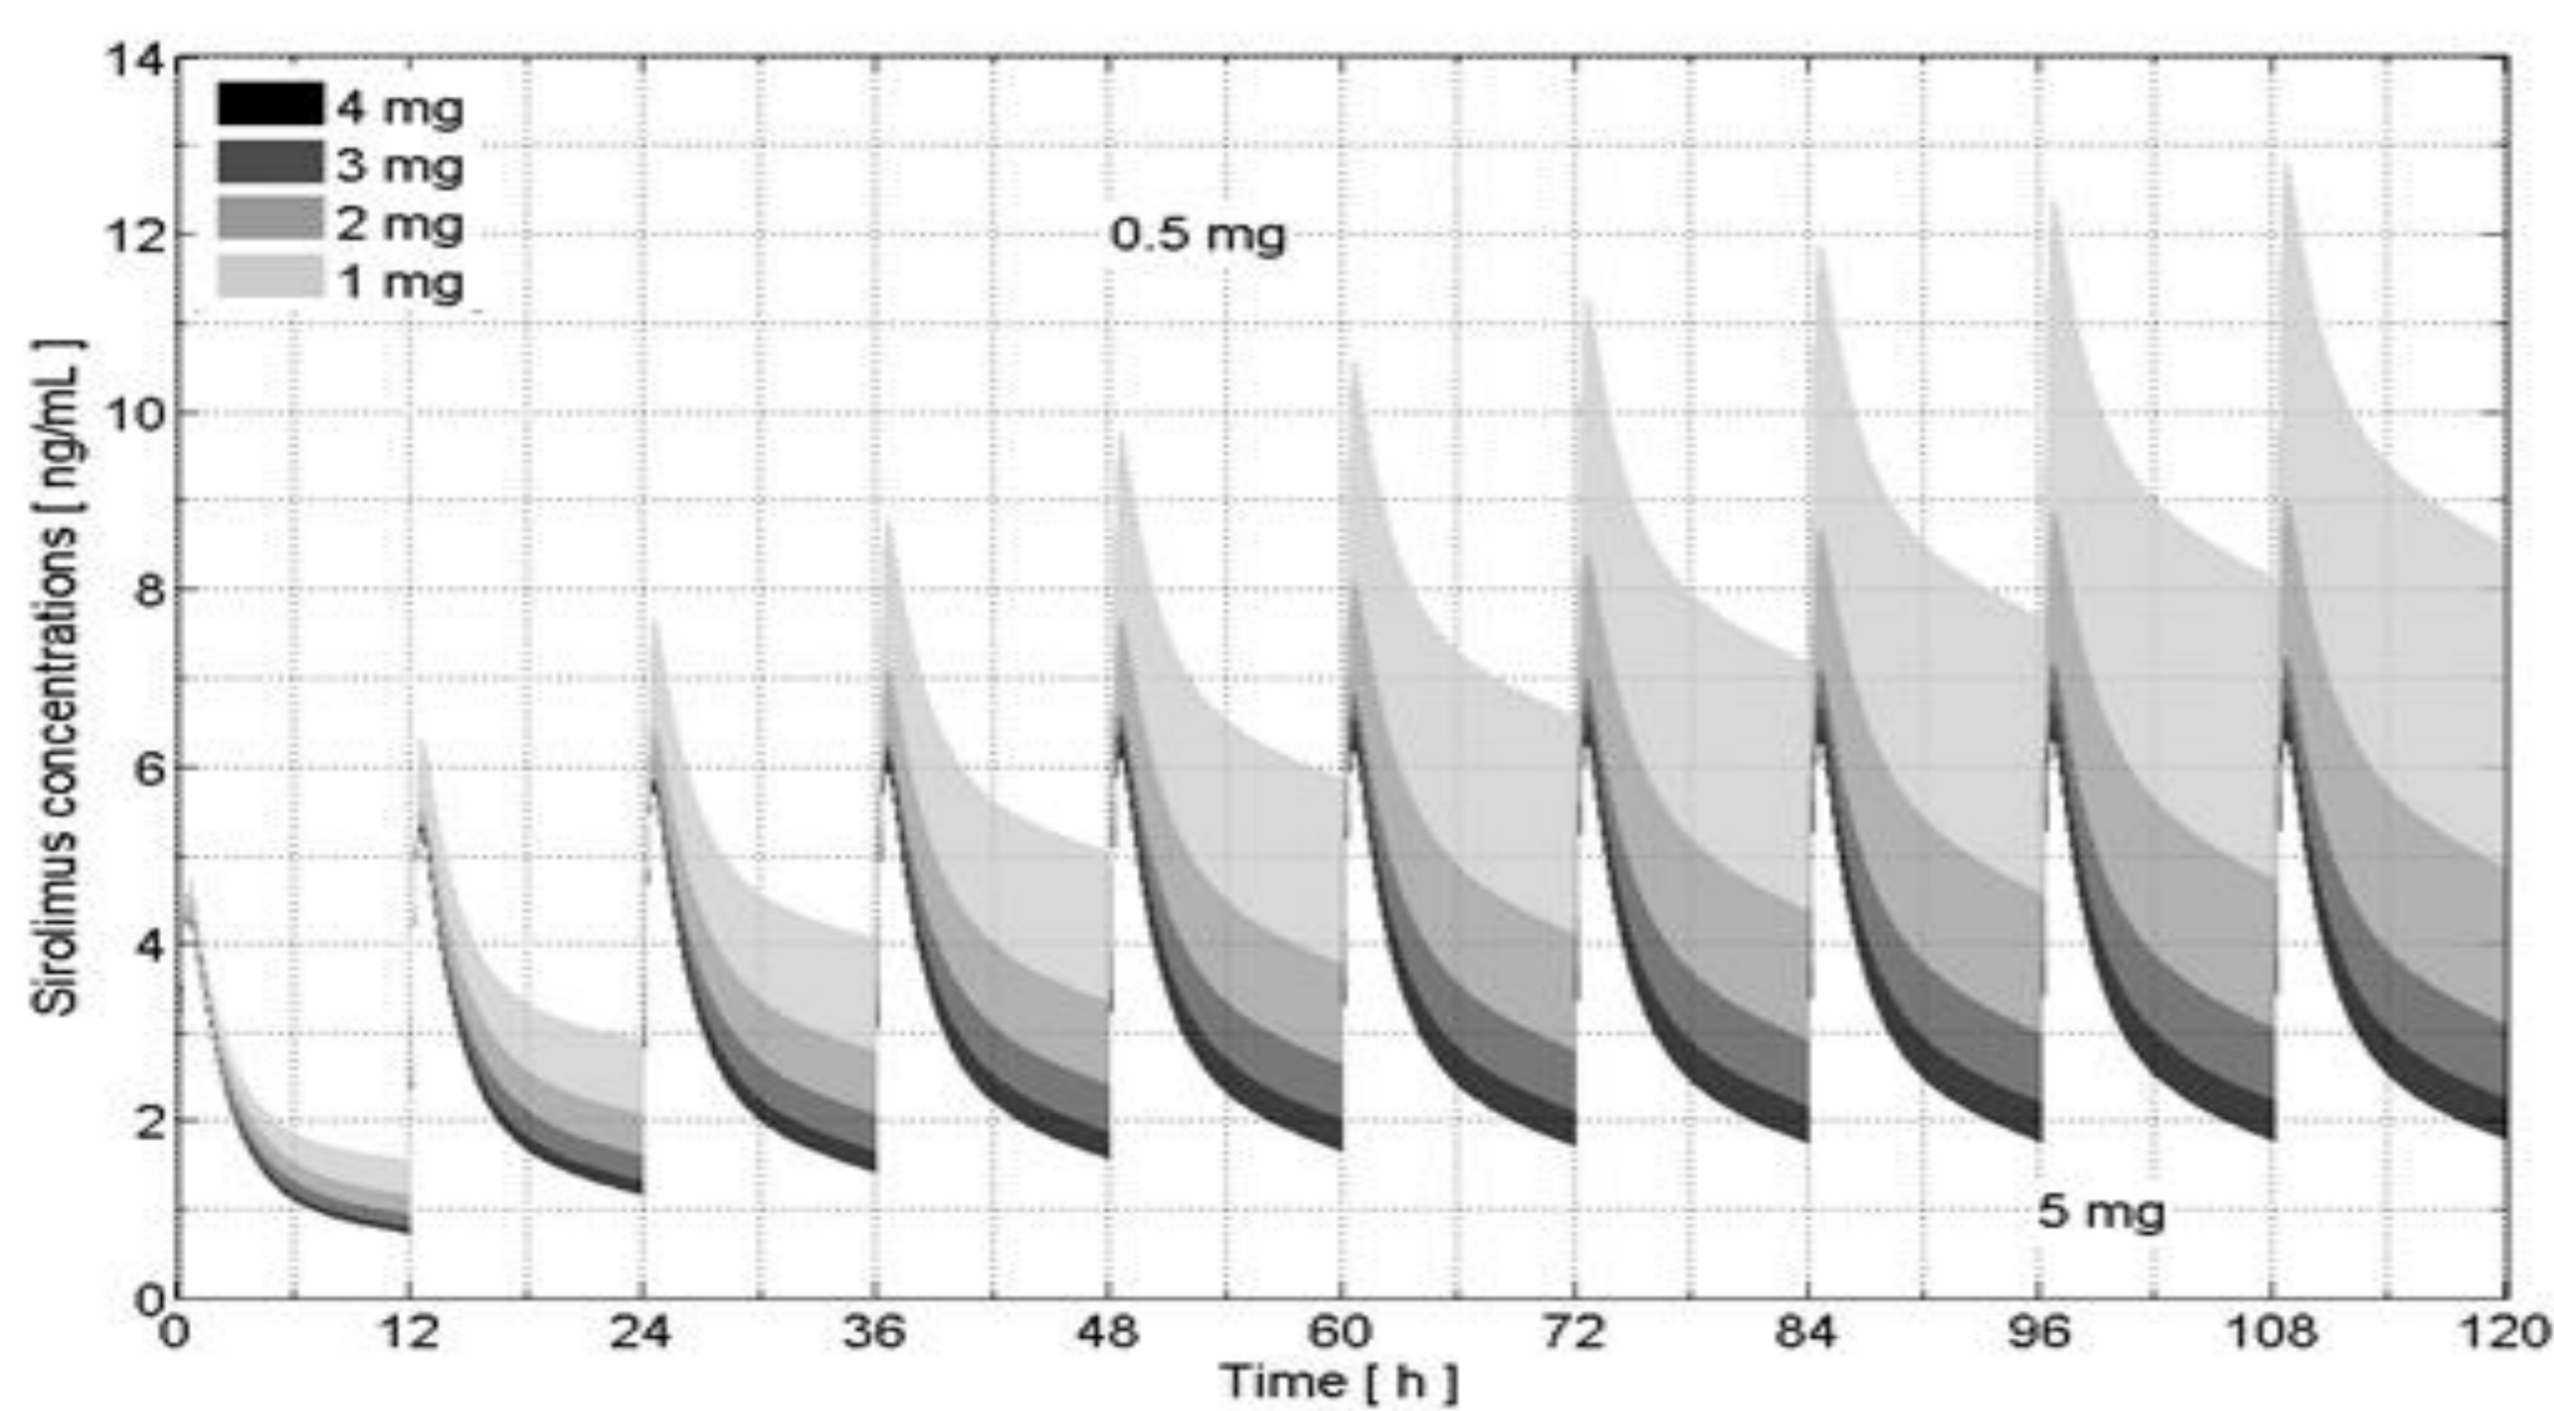 Sirolimus concentrations [ ng/mL ]
14
12
10
8
6
4
2
0
4 mg
3 mg
2 mg
1 mg
0.5 mg
5 mg
0 12 24 36 48 60 72 84 96 108 120
Time [ h ]